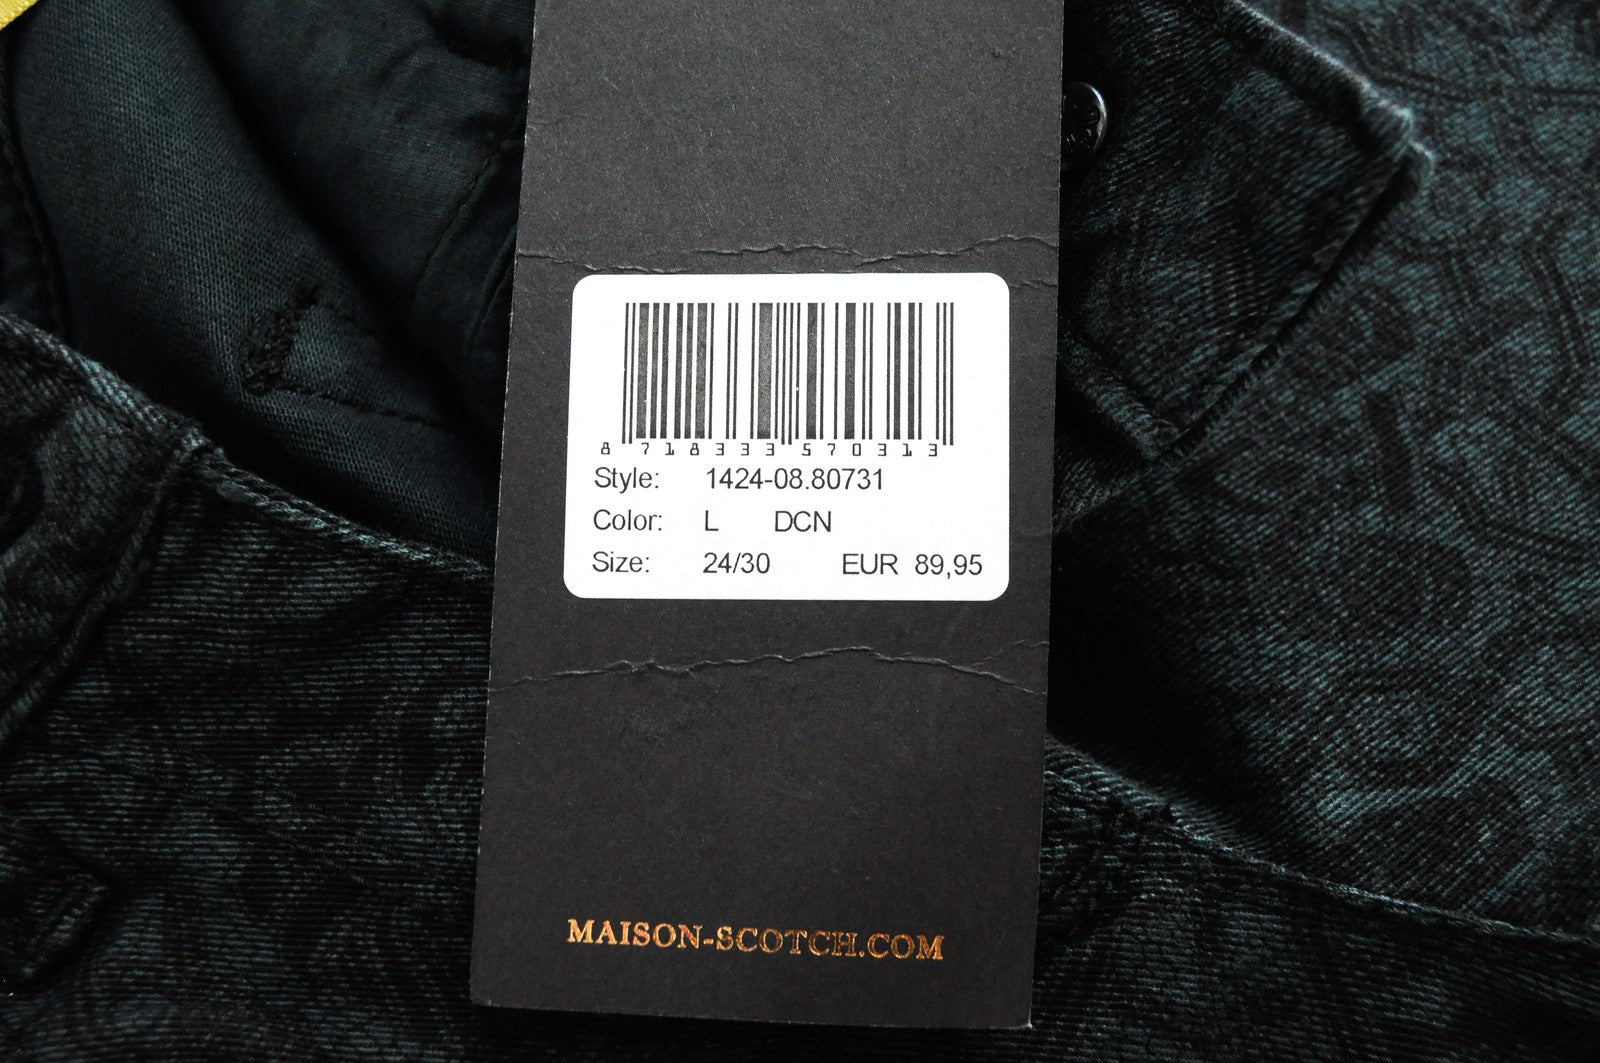 8 718333 570313
Style: 1424-08.80731
Color: L DCN
Size: 24/30 EUR 89,95
MAISON-SCOTCH.COM